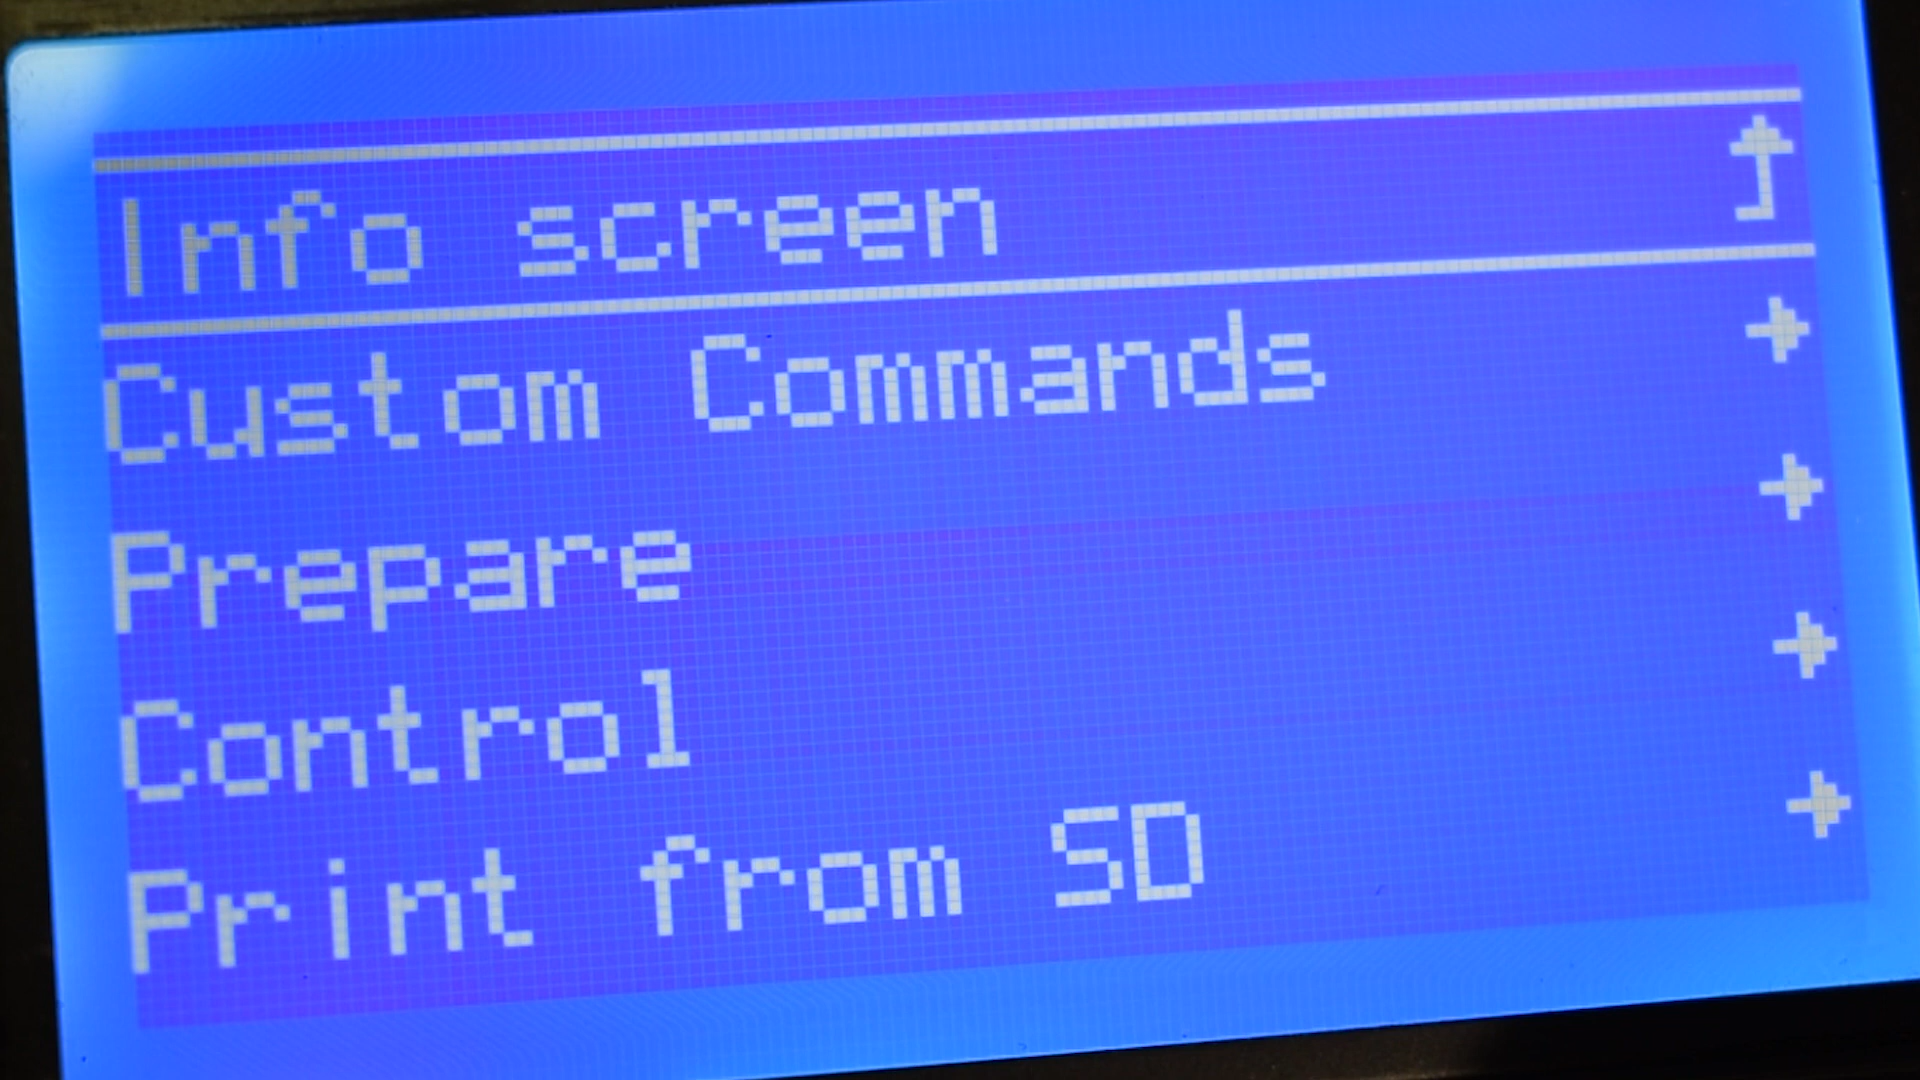 Info screen
Custom Commands
Prepare
Control
Print from SD